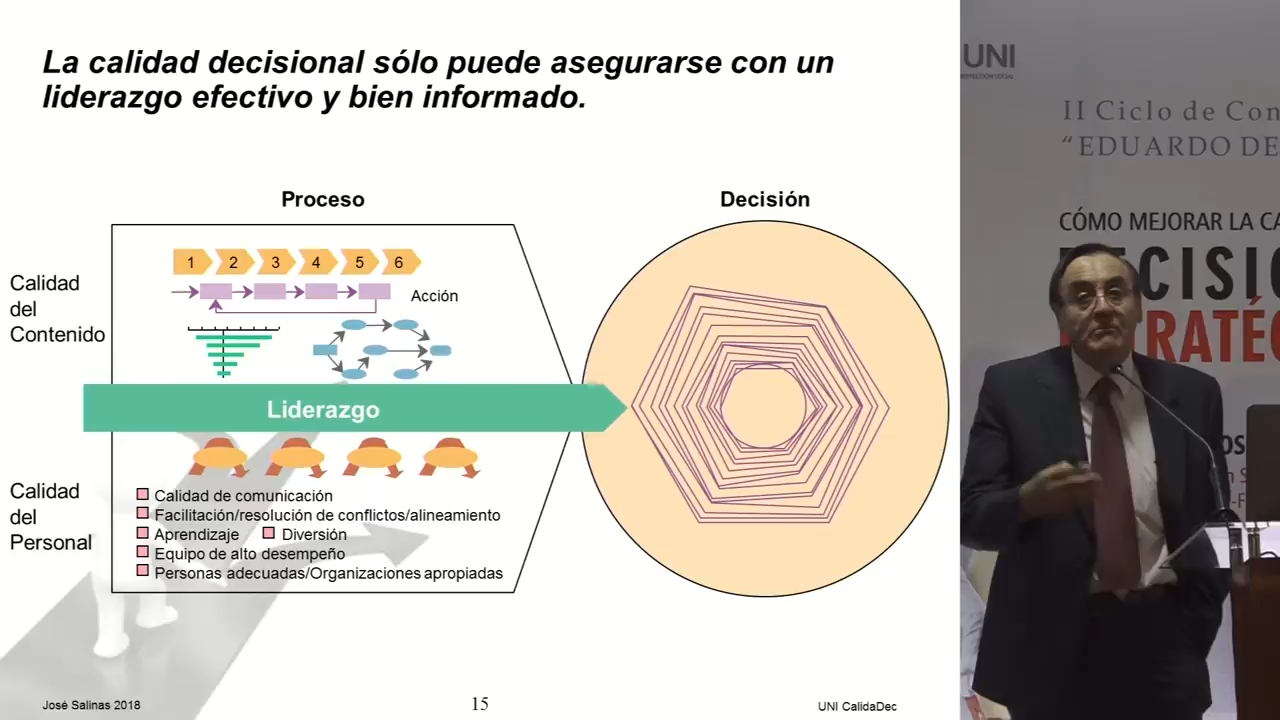 La calidad decisional sólo puede asegurarse con un
liderazgo efectivo y bien informado.
Proceso
Decisión
Calidad
del
Contenido
1 2 3 4 5 6
Acción
Liderazgo
Calidad
del
Personal
Calidad de comunicación
Facilitación/resolución de conflictos/alineamiento
Aprendizaje Diversión
Equipo de alto desempeño
Personas adecuadas/Organizaciones apropiadas
José Salinas 2018
15
UNI CalidaDec
UNI
II Ciclo de Con
“EDUARDO DE
CÓMO MEJORAR LA CA
ECISIO
TRATÉG
OS